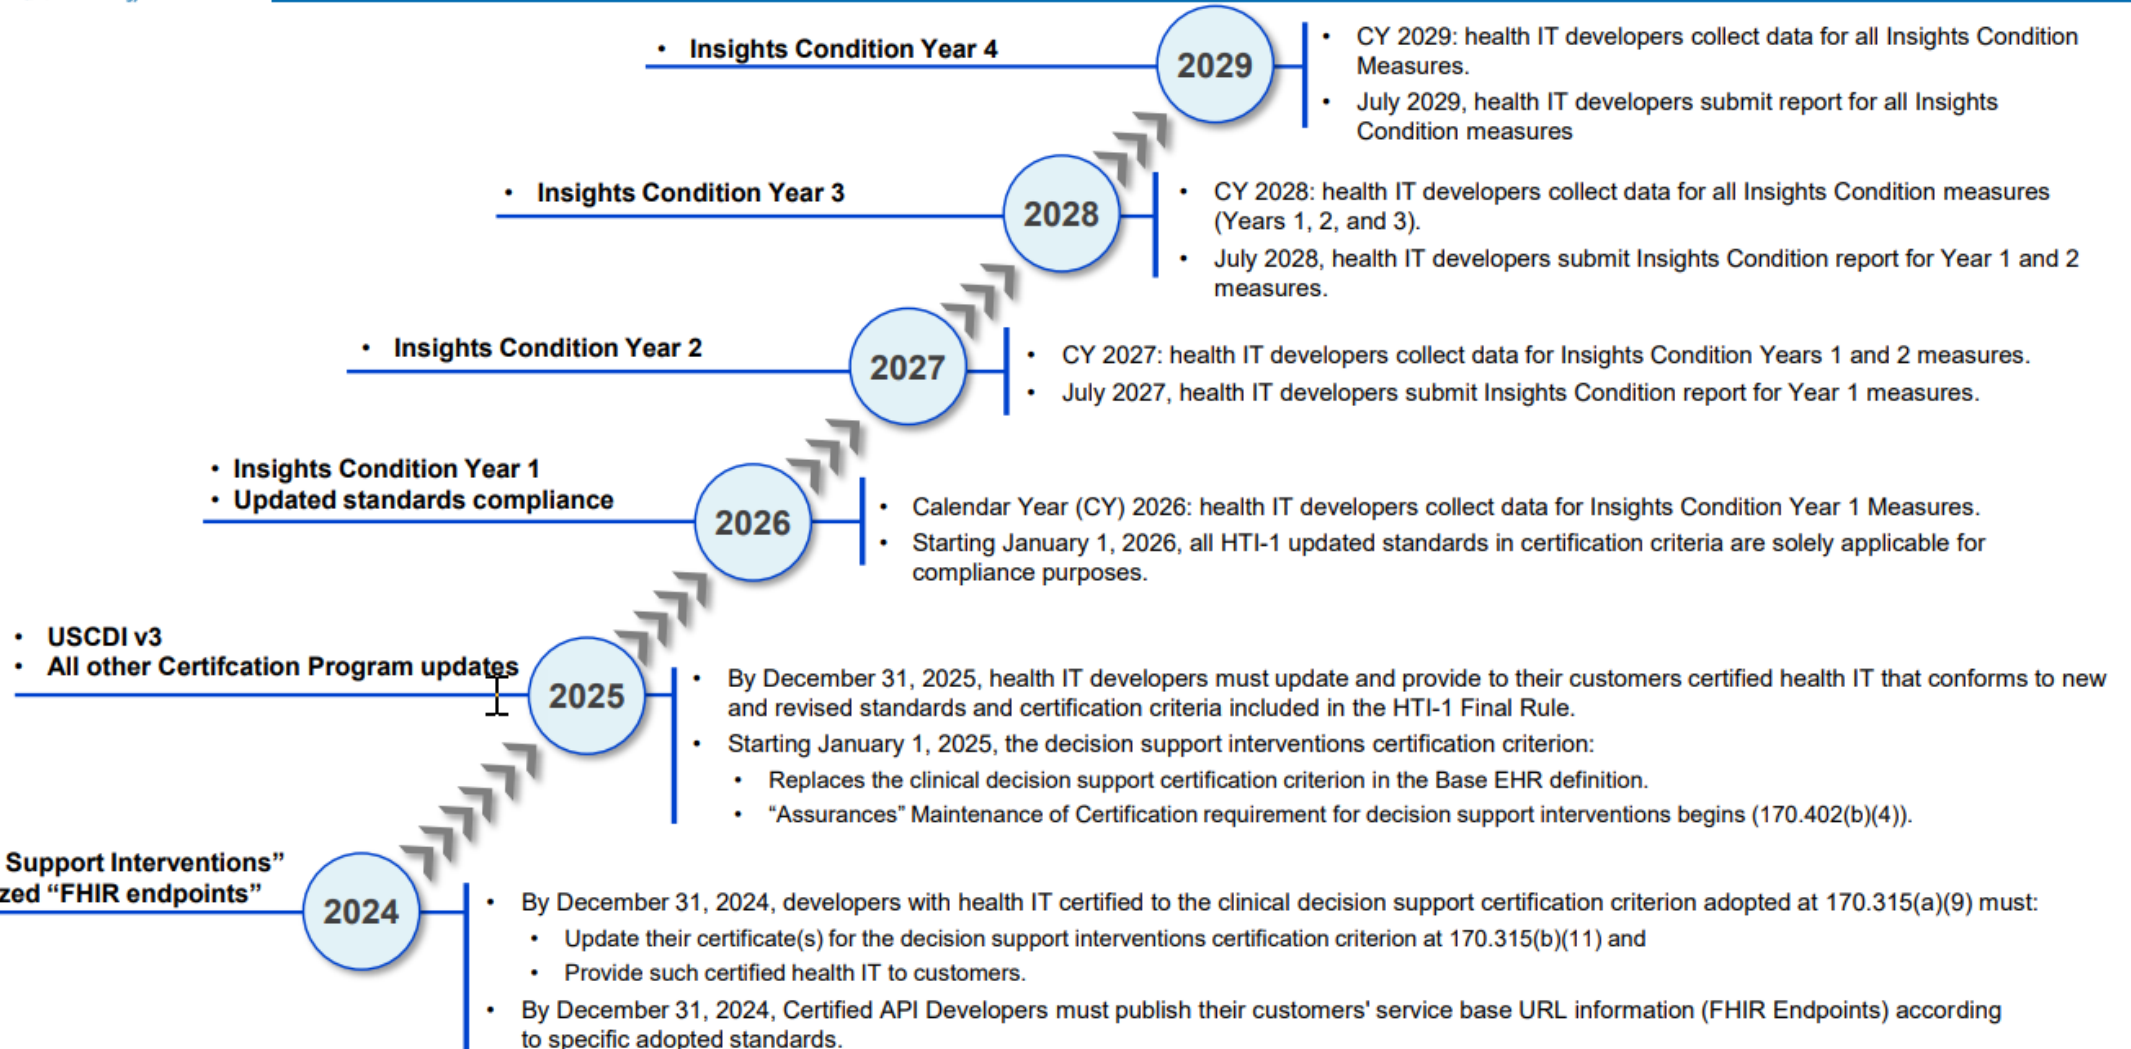 • Insights Condition Year 4
2029
• CY 2029: health IT developers collect data for all Insights Condition
Measures.
• July 2029, health IT developers submit report for all Insights
Condition measures
• Insights Condition Year 3
2028
• CY 2028: health IT developers collect data for all Insights Condition measures
(Years 1, 2, and 3).
• July 2028, health IT developers submit Insights Condition report for Year 1 and 2
measures.
• Insights Condition Year 2
2027
• CY 2027: health IT developers collect data for Insights Condition Years 1 and 2 measures.
• July 2027, health IT developers submit Insights Condition report for Year 1 measures.
• Insights Condition Year 1
• Updated standards compliance
2026
• Calendar Year (CY) 2026: health IT developers collect data for Insights Condition Year 1 Measures.
• Starting January 1, 2026, all HTI-1 updated standards in certification criteria are solely applicable for
compliance purposes.
• USCDI v3
• All other Certifcation Program updates
2025
• By December 31, 2025, health IT developers must update and provide to their customers certified health IT that conforms to new
and revised standards and certification criteria included in the HTI-1 Final Rule.
• Starting January 1, 2025, the decision support interventions certification criterion:
• Replaces the clinical decision support certification criterion in the Base EHR definition.
• “Assurances” Maintenance of Certification requirement for decision support interventions begins (170.402(b)(4)).
Support Interventions”
zed “FHIR endpoints”
2024
• By December 31, 2024, developers with health IT certified to the clinical decision support certification criterion adopted at 170.315(a)(9) must:
• Update their certificate(s) for the decision support interventions certification criterion at 170.315(b)(11) and
• Provide such certified health IT to customers.
• By December 31, 2024, Certified API Developers must publish their customers' service base URL information (FHIR Endpoints) according
to specific adopted standards.